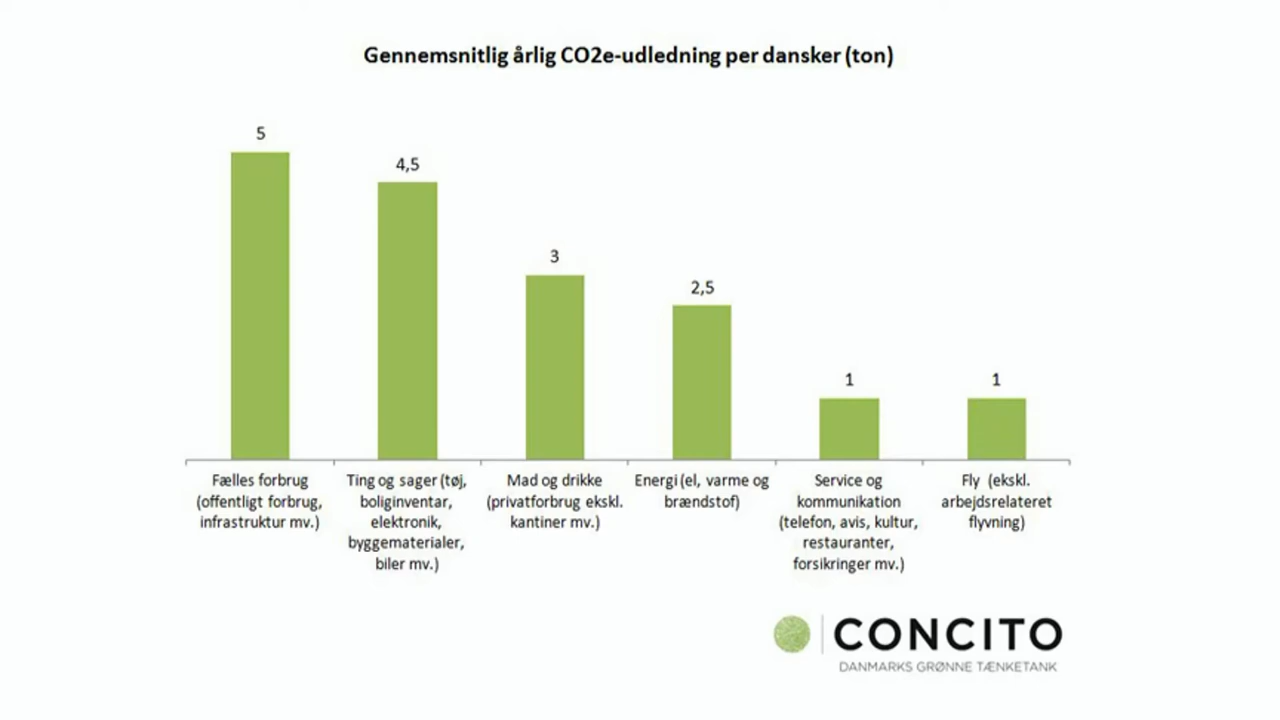 Gennemsnitlig årlig CO2e-udledning per dansker (ton)
5
4,5
3
2,5
1
1
Fælles forbrug
(offentligt forbrug,
infrastruktur mv.)
Ting og sager (tøj,
boliginventar,
elektronik,
byggematerialer,
biler mv.)
Mad og drikke
(privatforbrug ekskl.
kantiner mv.)
Energi (el, varme og
brændstof)
Service og
kommunikation
(telefon, avis, kultur,
restauranter,
forsikringer mv.)
Fly (ekskl.
arbejdsrelateret
flyvning)
CONCITO
DANMARKS GRØNNE TÆNKETANK